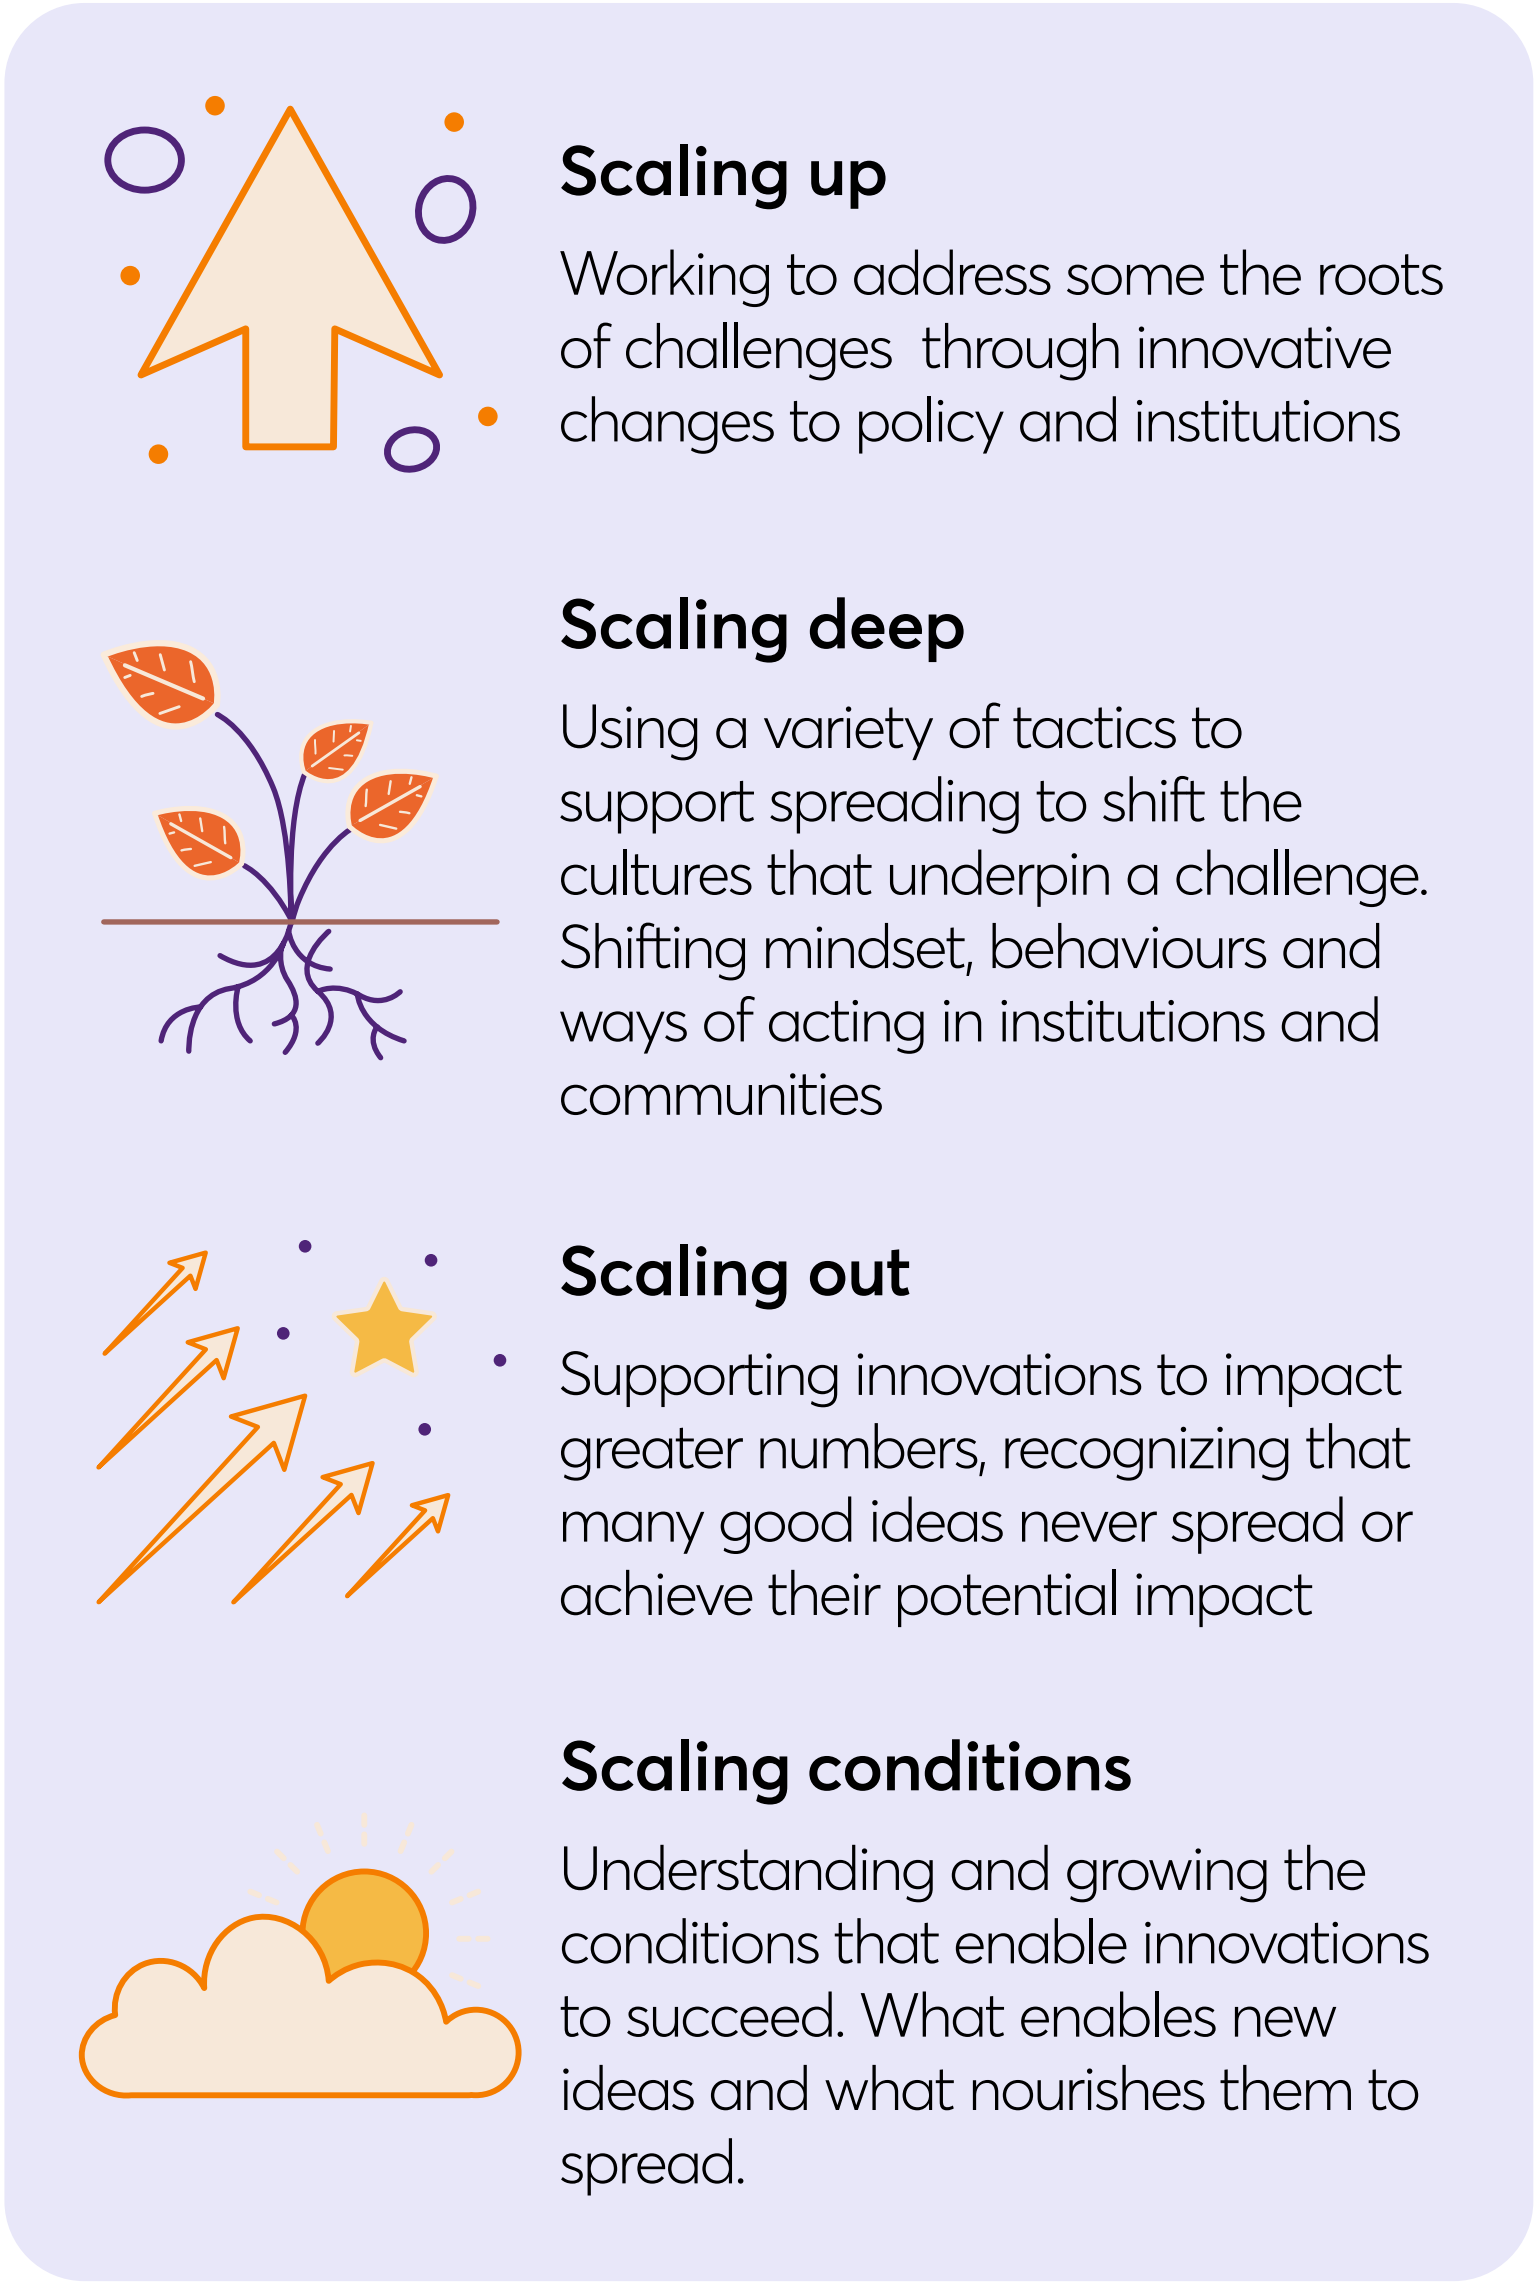 Scaling up
Working to address some the roots
of challenges  through innovative
changes to policy and institutions
Scaling deep
Using a variety of tactics to
support spreading to shift the
cultures that underpin a challenge.
Shifting mindset, behaviours and
ways of acting in institutions and
communities
Scaling out
Supporting innovations to impact
greater numbers, recognizing that
many good ideas never spread or
achieve their potential impact
Scaling conditions
Understanding and growing the
conditions that enable innovations
to succeed. What enables new
ideas and what nourishes them to
spread.